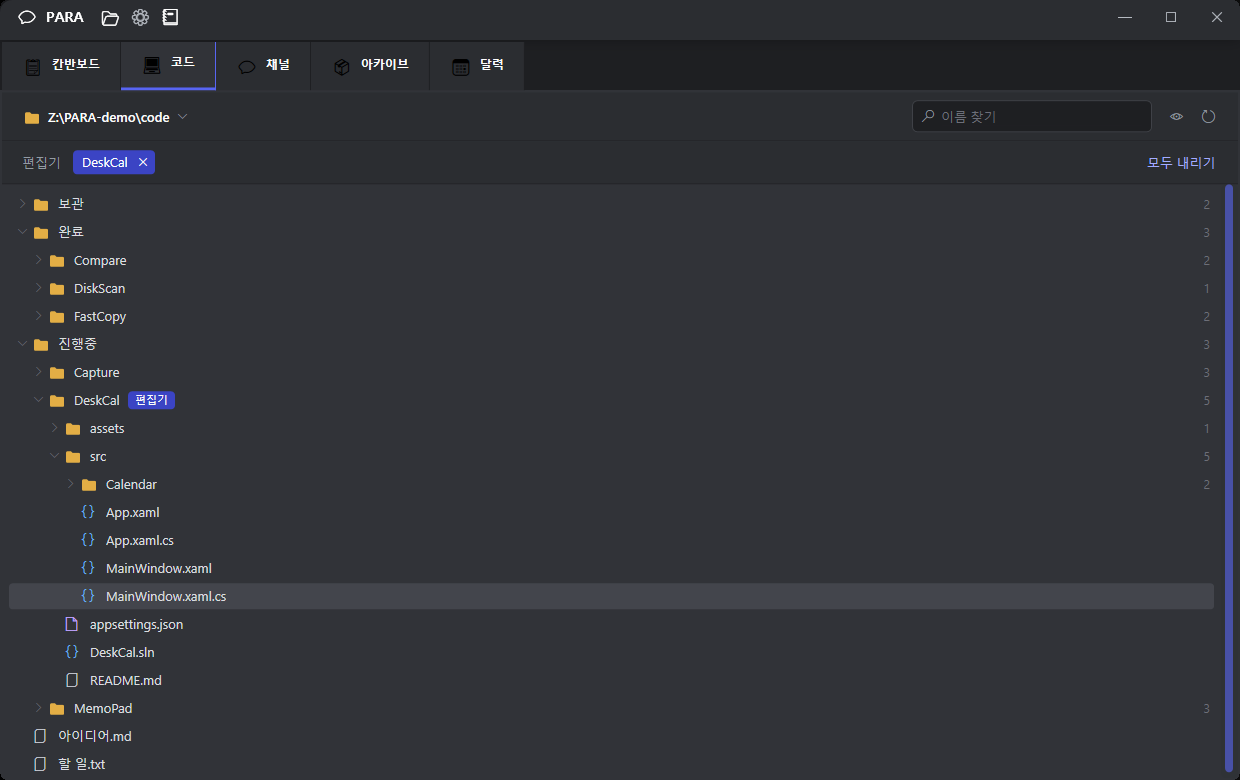 PARA
칸반보드 코드 채널 아카이브 달력
Z:\PARA-demo\code 이름 찾기
편집기 DeskCal 모두 내리기
보관 2
완료 3
Compare 2
DiskScan 1
FastCopy 2
진행중 3
Capture 3
DeskCal 편집기 5
assets 1
src 5
Calendar 2
App.xaml
App.xaml.cs
MainWindow.xaml
MainWindow.xaml.cs
appsettings.json
DeskCal.sln
README.md
MemoPad 3
아이디어.md
할 일.txt